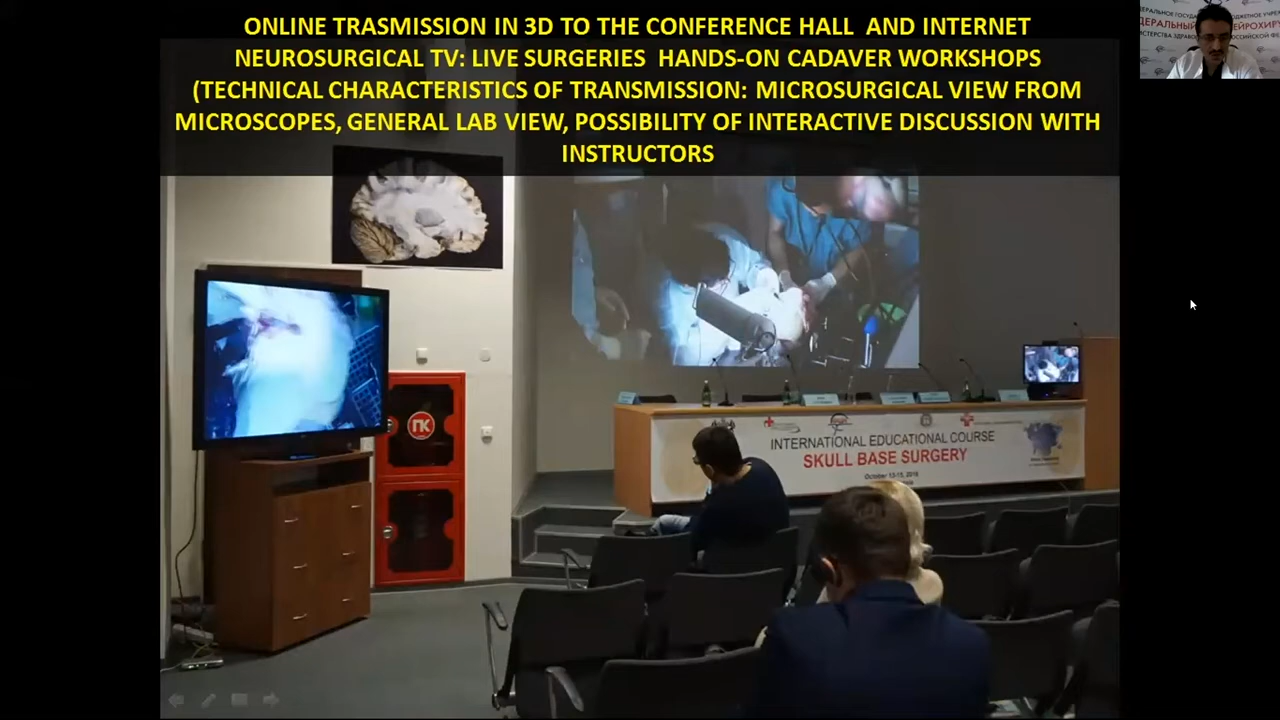 ONLINE TRASMISSION IN 3D TO THE CONFERENCE HALL AND INTERNET
NEUROSURGICAL TV: LIVE SURGERIES HANDS-ON CADAVER WORKSHOPS
(TECHNICAL CHARACTERISTICS OF TRANSMISSION: MICROSURGICAL VIEW FROM
MICROSCOPES, GENERAL LAB VIEW, POSSIBILITY OF INTERACTIVE DISCUSSION WITH
INSTRUCTORS
ПК
INTERNATIONAL EDUCATIONAL COURSE
SKULL BASE SURGERY